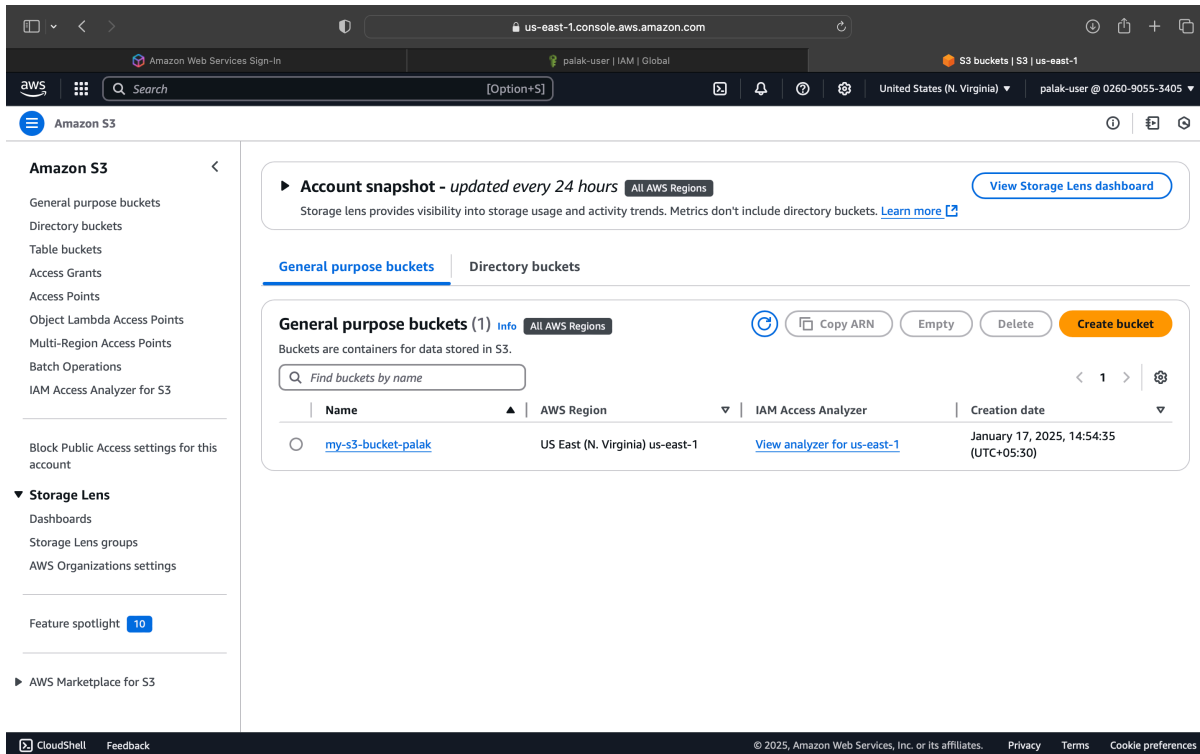 us-east-1.console.aws.amazon.com
Amazon Web Services Sign-In
palak-user | IAM | Global
S3 buckets | S3 | us-east-1
aws
Search
[Option+S]
United States (N. Virginia)
palak-user @ 0260-9055-3405
Amazon S3
Amazon S3
General purpose buckets
Directory buckets
Table buckets
Access Grants
Access Points
Object Lambda Access Points
Multi-Region Access Points
Batch Operations
IAM Access Analyzer for S3
Block Public Access settings for this
account
Storage Lens
Dashboards
Storage Lens groups
AWS Organizations settings
Feature spotlight 10
AWS Marketplace for S3
Account snapshot - updated every 24 hours All AWS Regions
View Storage Lens dashboard
Storage lens provides visibility into storage usage and activity trends. Metrics don't include directory buckets. Learn more
General purpose buckets
Directory buckets
General purpose buckets (1) Info All AWS Regions
Copy ARN
Empty
Delete
Create bucket
Buckets are containers for data stored in S3.
Find buckets by name
1
Name
AWS Region
IAM Access Analyzer
Creation date
my-s3-bucket-palak
US East (N. Virginia) us-east-1
View analyzer for us-east-1
January 17, 2025, 14:54:35
(UTC+05:30)
CloudShell
Feedback
© 2025, Amazon Web Services, Inc. or its affiliates.
Privacy
Terms
Cookie preferences